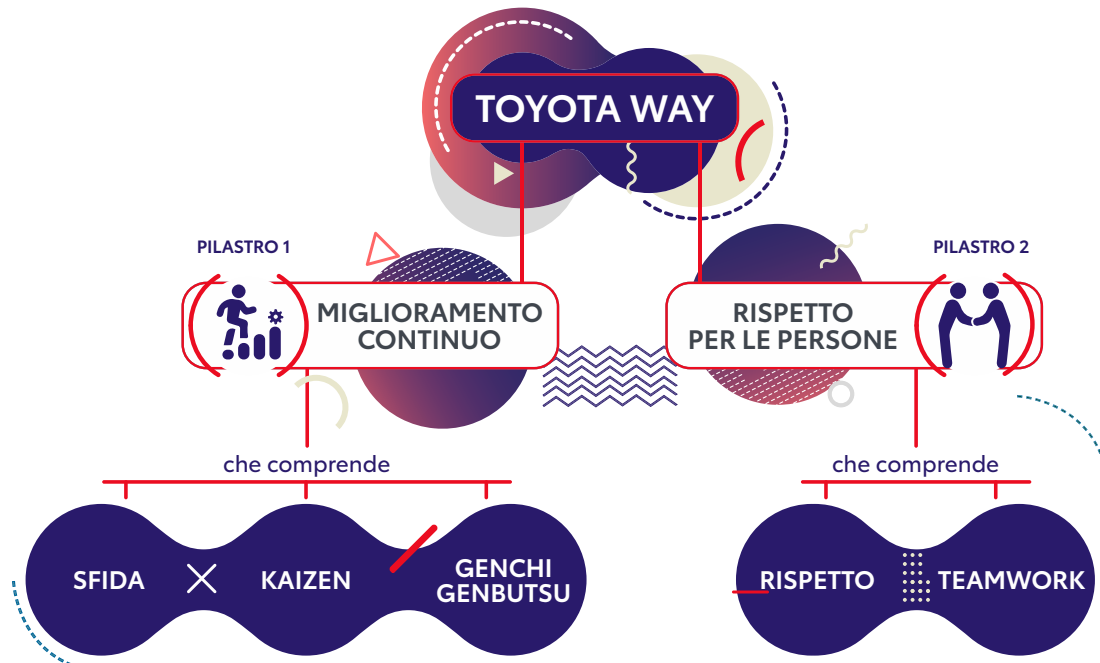 TOYOTA WAY
PILASTRO 1
MIGLIORAMENTO
CONTINUO
PILASTRO 2
RISPETTO
PER LE PERSONE
che comprende
SFIDA
KAIZEN
GENCHI
GENBUTSU
che comprende
RISPETTO
TEAMWORK